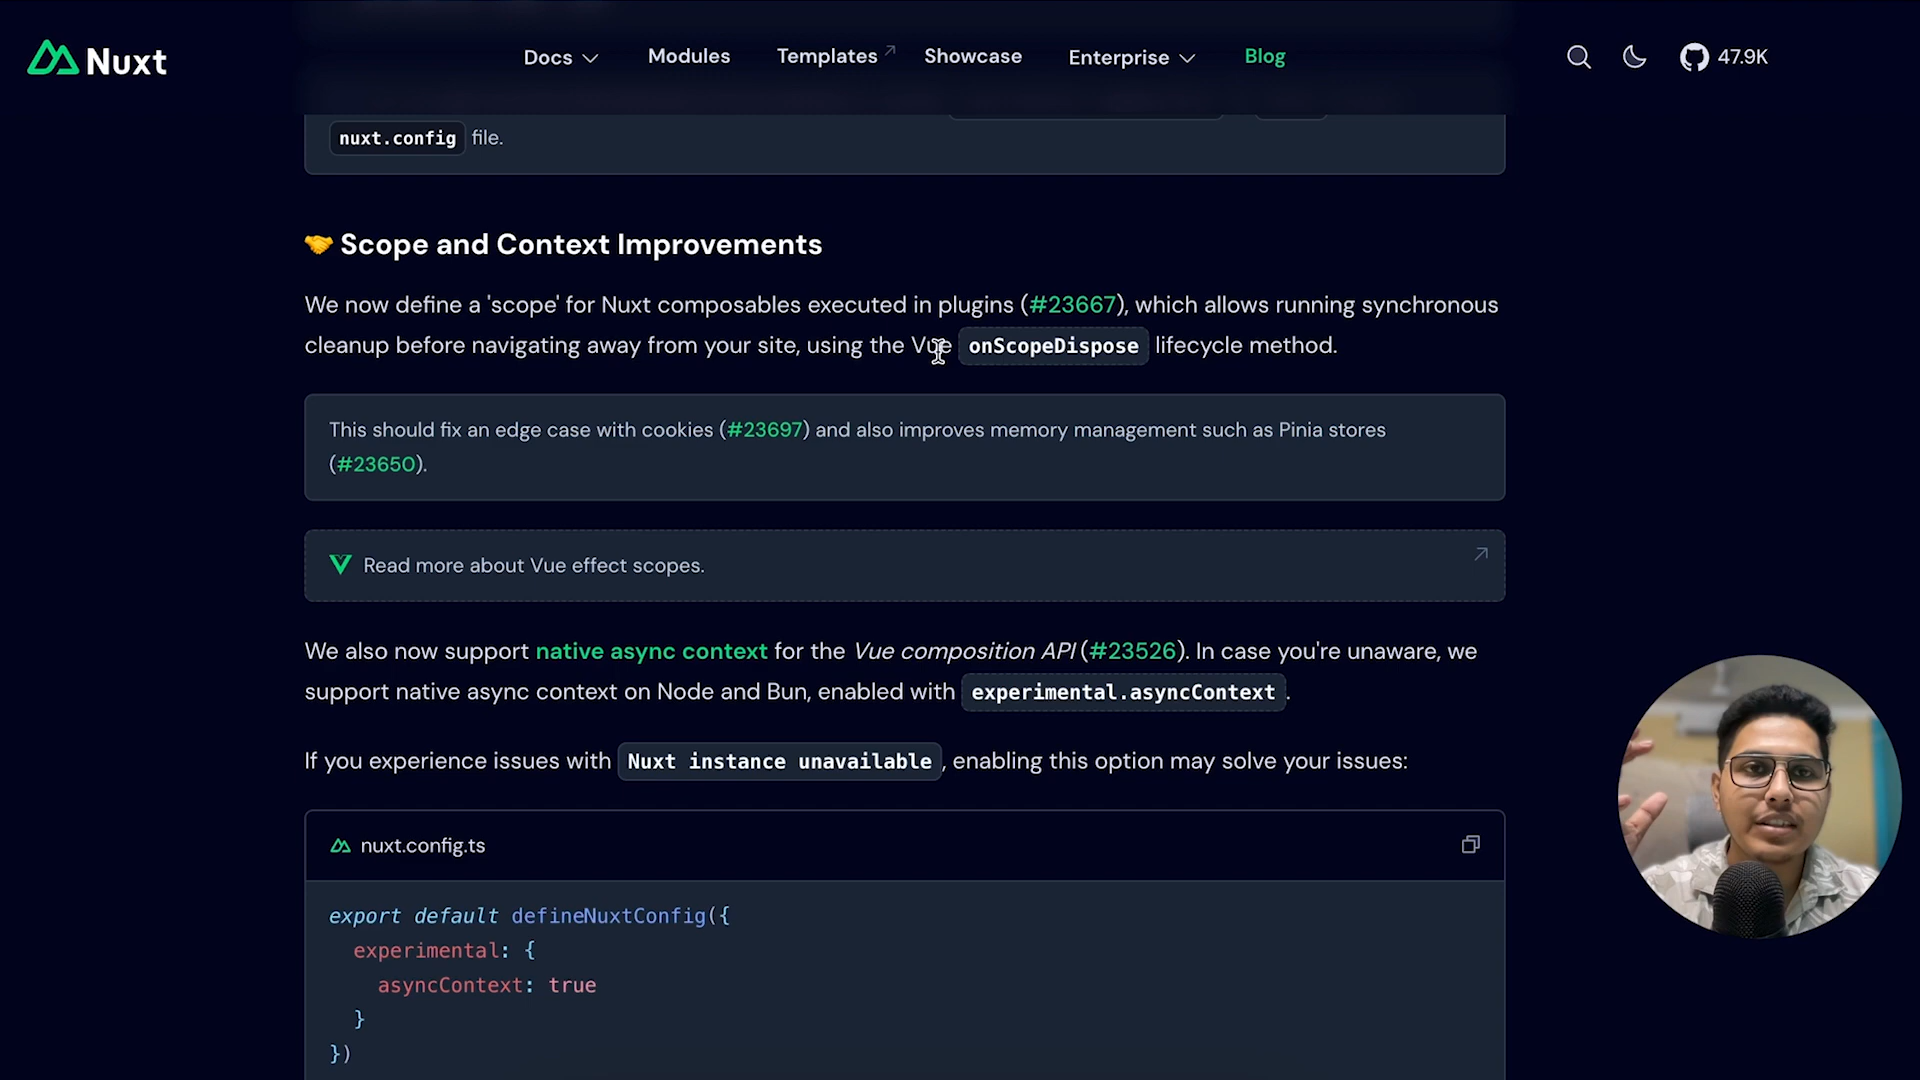 Nuxt
Docs Modules Templates Showcase Enterprise Blog 47.9K
nuxt.config file.
🤝 Scope and Context Improvements
We now define a 'scope' for Nuxt composables executed in plugins (#23667), which allows running synchronous
cleanup before navigating away from your site, using the Vue onScopeDispose lifecycle method.
This should fix an edge case with cookies (#23697) and also improves memory management such as Pinia stores
(#23650).
Read more about Vue effect scopes.
We also now support native async context for the Vue composition API (#23526). In case you're unaware, we
support native async context on Node and Bun, enabled with experimental.asyncContext.
If you experience issues with Nuxt instance unavailable, enabling this option may solve your issues:
nuxt.config.ts
export default defineNuxtConfig({
experimental: {
asyncContext: true
}
})